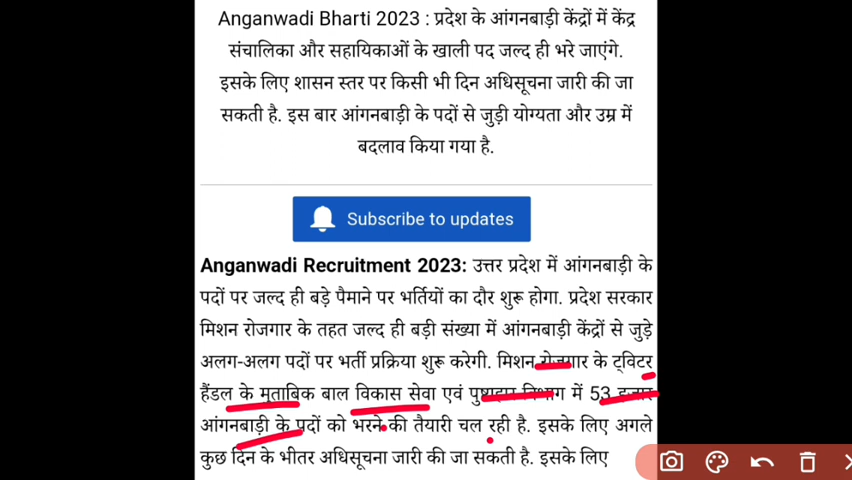 Anganwadi Bharti 2023 : प्रदेश के आंगनबाड़ी केंद्रों में केंद्र
संचालिका और सहायिकाओं के खाली पद जल्द ही भरे जाएंगे.
इसके लिए शासन स्तर पर किसी भी दिन अधिसूचना जारी की जा
सकती है. इस बार आंगनबाड़ी के पदों से जुड़ी योग्यता और उम्र में
बदलाव किया गया है.
Subscribe to updates
Anganwadi Recruitment 2023: उत्तर प्रदेश में आंगनबाड़ी के
पदों पर जल्द ही बड़े पैमाने पर भर्तियों का दौर शुरू होगा. प्रदेश सरकार
मिशन रोजगार के तहत जल्द ही बड़ी संख्या में आंगनबाड़ी केंद्रों से जुड़े
अलग-अलग पदों पर भर्ती प्रक्रिया शुरू करेगी. मिशन रोजगार के ट्विटर
हैंडल के मुताबिक बाल विकास सेवा एवं पुष्टाहार विभाग में 53 हजार
आंगनबाड़ी के पदों को भरने की तैयारी चल रही है. इसके लिए अगले
कुछ दिन के भीतर अधिसूचना जारी की जा सकती है. इसके लिए